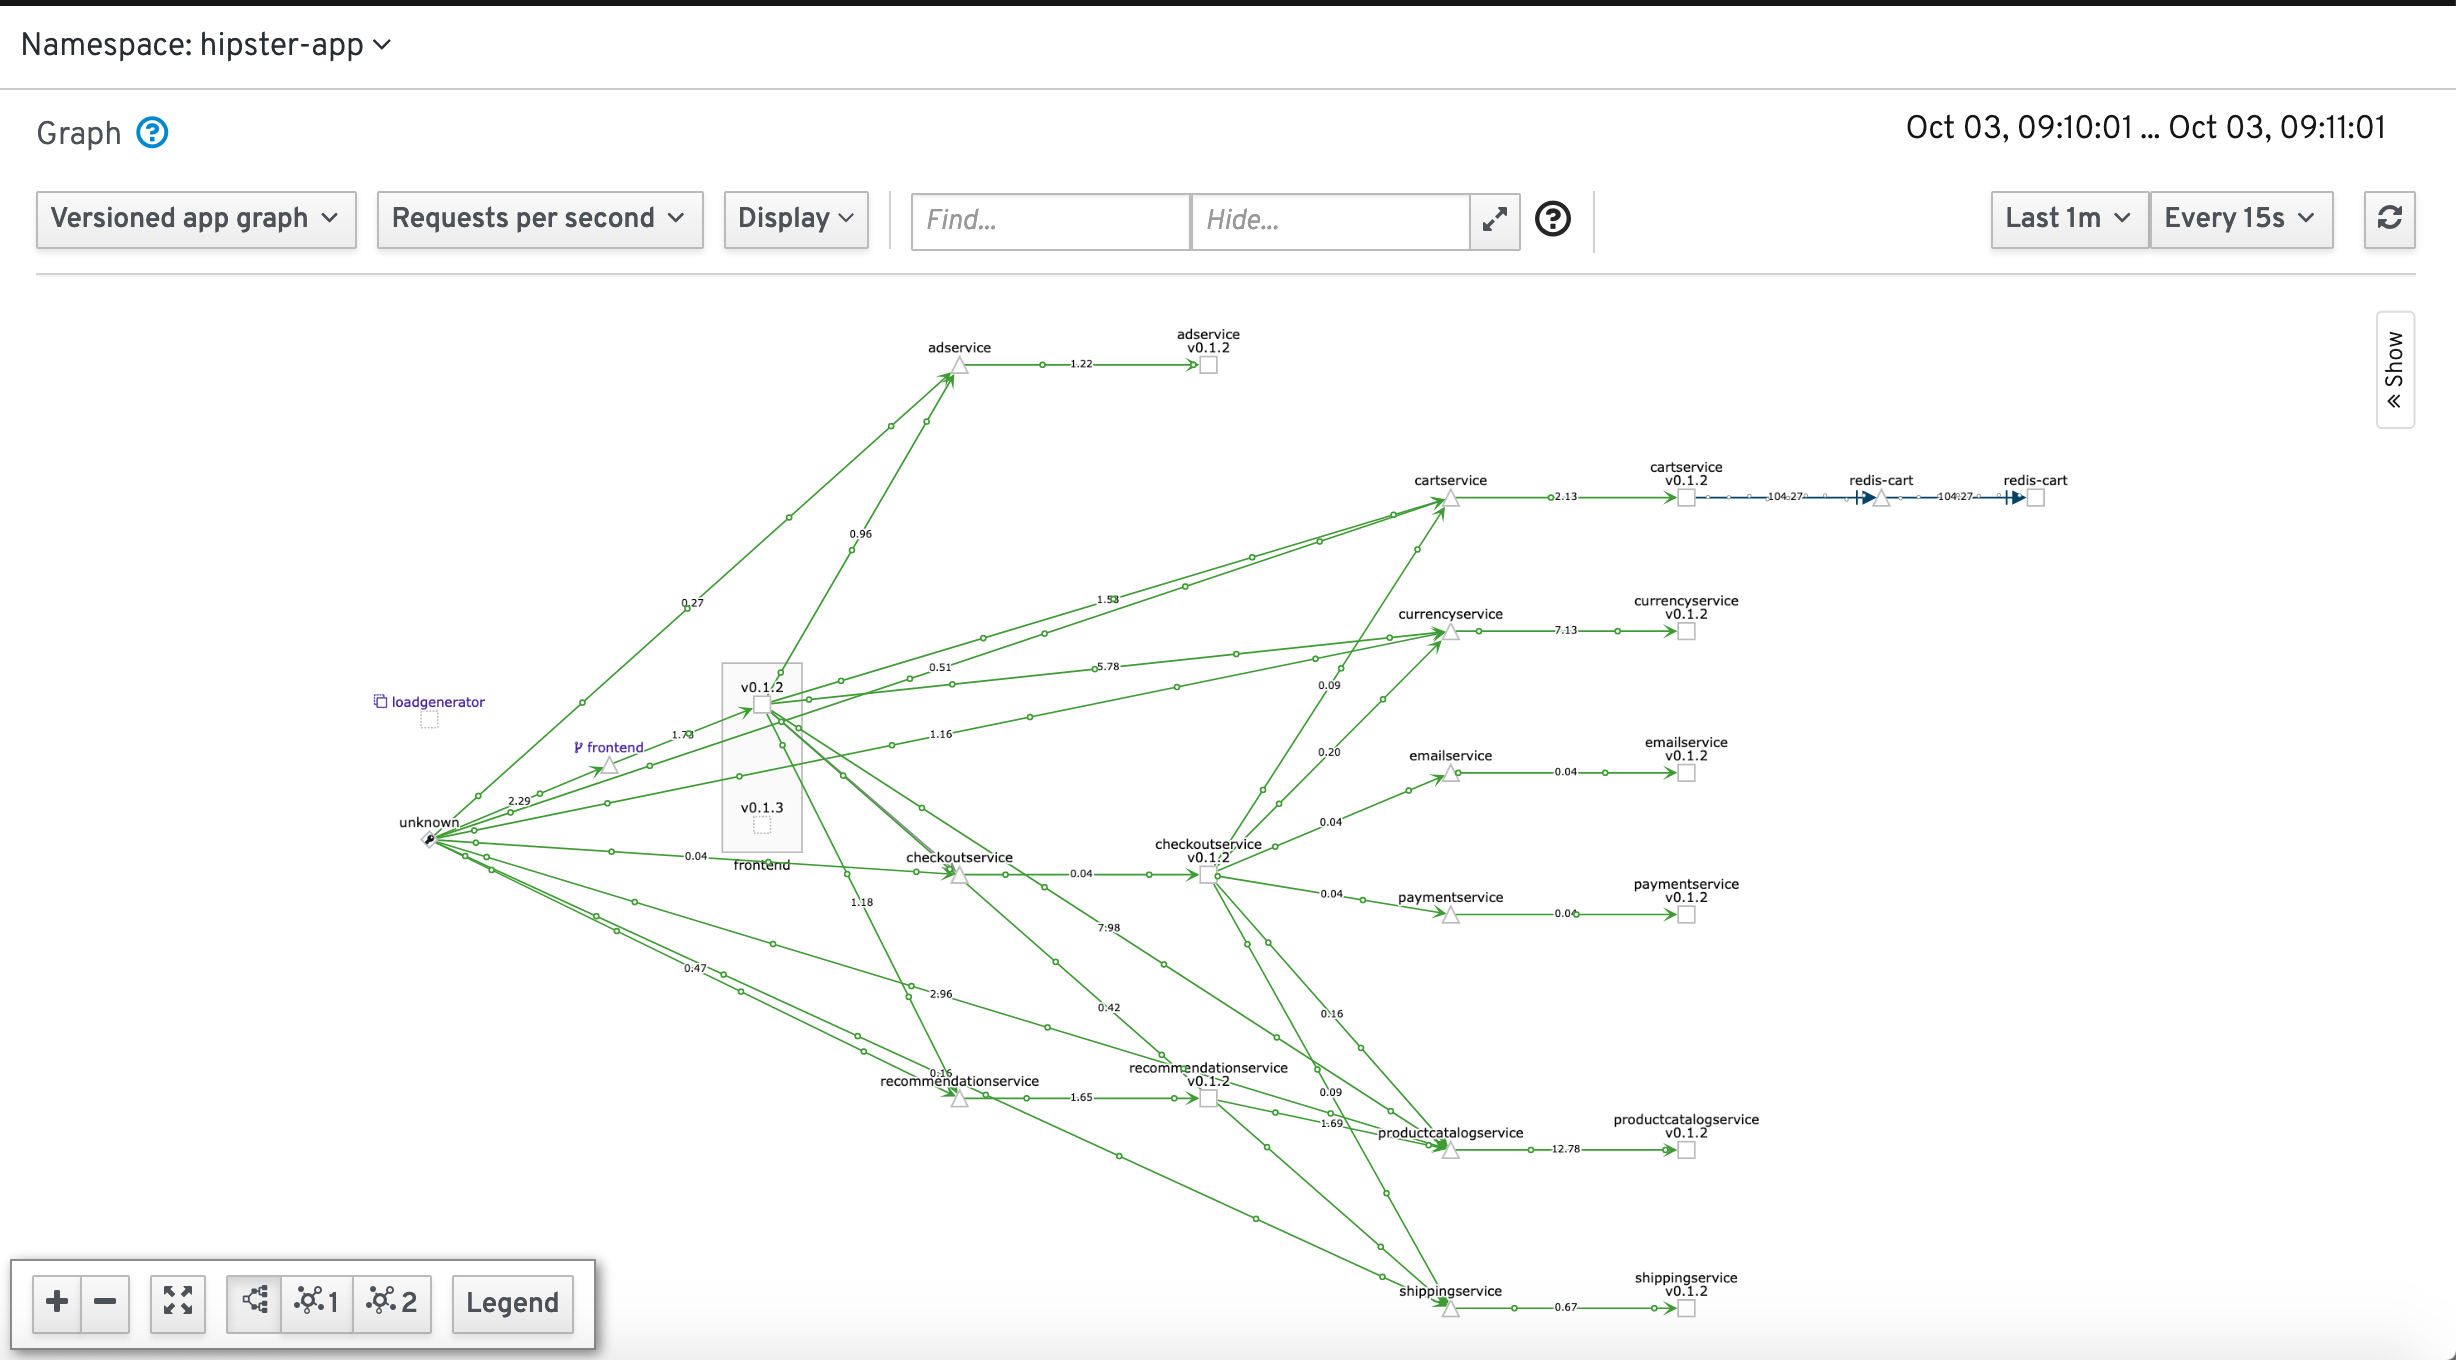 Namespace: hipster-app
Graph
Oct 03, 09:10:01 ... Oct 03, 09:11:01
Versioned app graph
Requests per second
Display
Find...
Hide...
Last 1m
Every 15s
Show
adservice
adservice
v0.1.2
1.22
cartservice
cartservice
v0.1.2
redis-cart
redis-cart
2.13
104.27
104.27
0.96
0.27
1.53
currencyservice
currencyservice
v0.1.2
7.13
0.51
5.78
v0.1.2
0.09
loadgenerator
1.73
1.16
frontend
0.20
emailservice
emailservice
v0.1.2
0.04
2.29
v0.1.3
unknown
0.04
0.04
frontend
checkoutservice
0.04
checkoutservice
v0.1.2
0.04
paymentservice
paymentservice
v0.1.2
0.04
1.18
7.98
0.47
2.96
0.42
0.16
0.16
recommendationservice
1.65
recommendationservice
v0.1.2
0.09
1.69
productcatalogservice
productcatalogservice
v0.1.2
12.78
shippingservice
shippingservice
v0.1.2
0.67
1
2
Legend